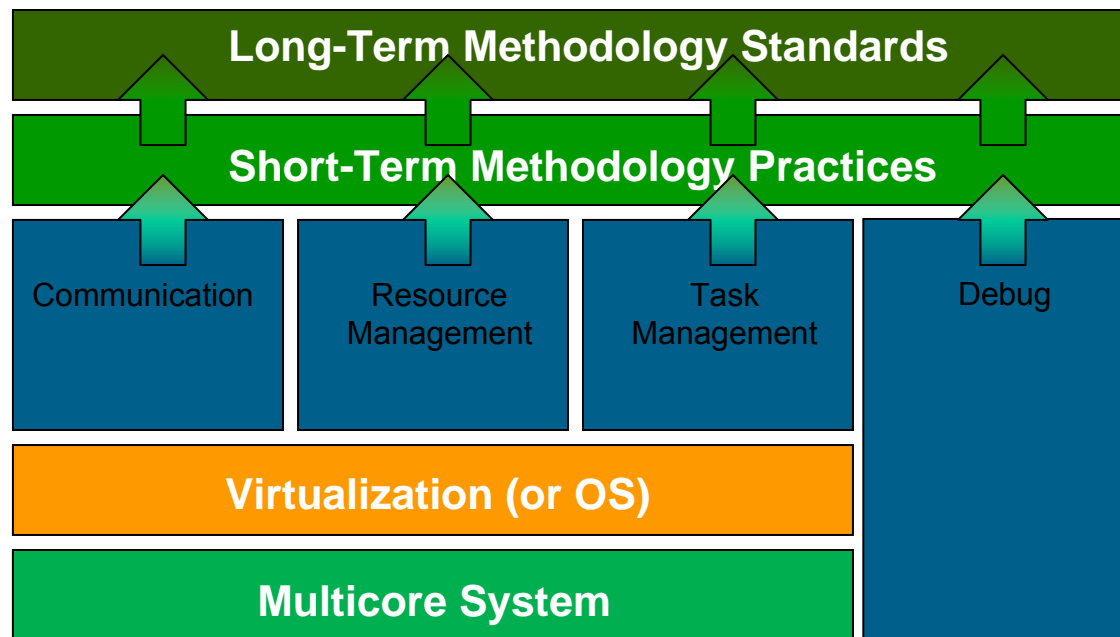 Long-Term Methodology Standards
Short-Term Methodology Practices
Communication
Resource
Management
Task
Management
Debug
Virtualization (or OS)
Multicore System